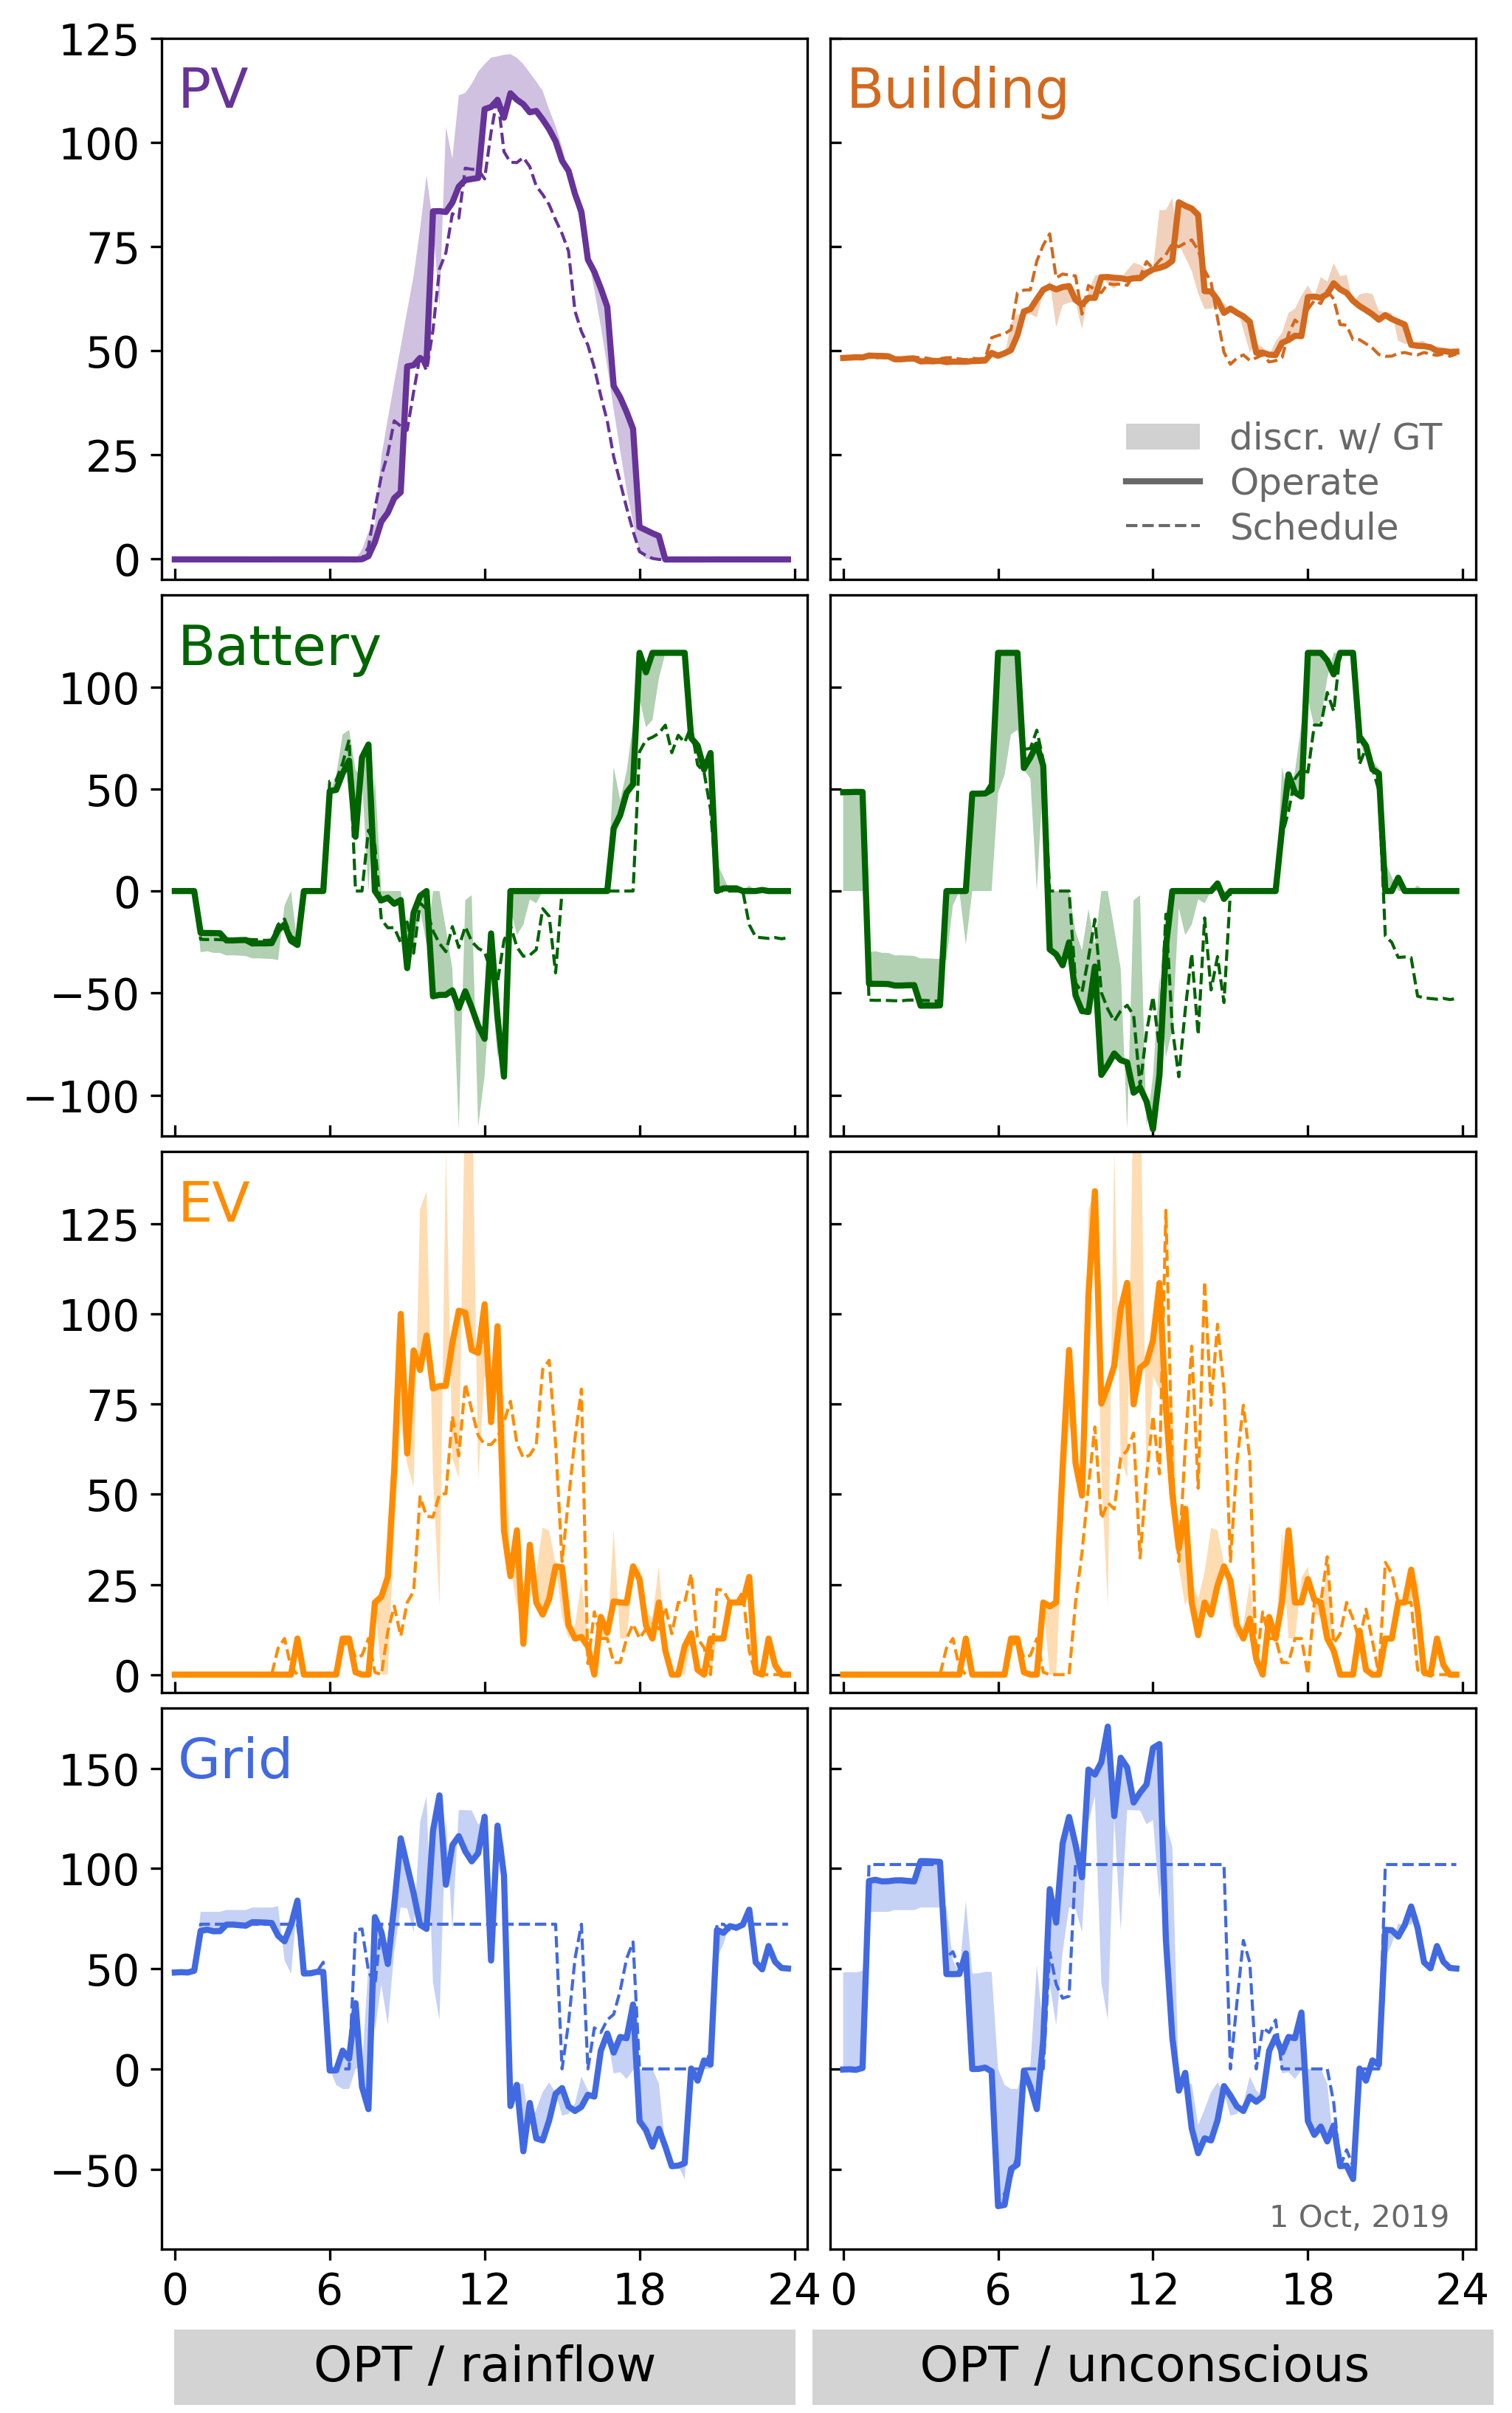 125
100
75
50
25
0
PV
Building
discr. w/ GT
Operate
Schedule
100
50
0
−50
−100
Battery
125
100
75
50
25
0
EV
150
100
50
0
−50
Grid
1 Oct, 2019
0 6 12 18 24 0 6 12 18 24
OPT / rainflow
OPT / unconscious